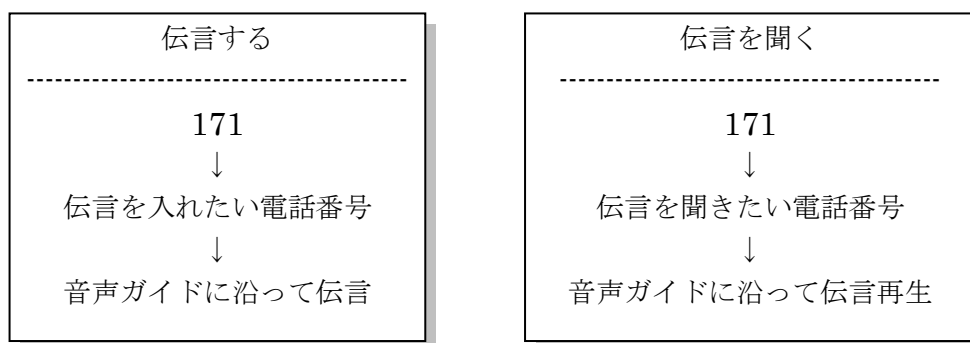 伝言する
171
↓
伝言を入れたい電話番号
↓
音声ガイドに沿って伝言
伝言を聞く
171
↓
伝言を聞きたい電話番号
↓
音声ガイドに沿って伝言再生